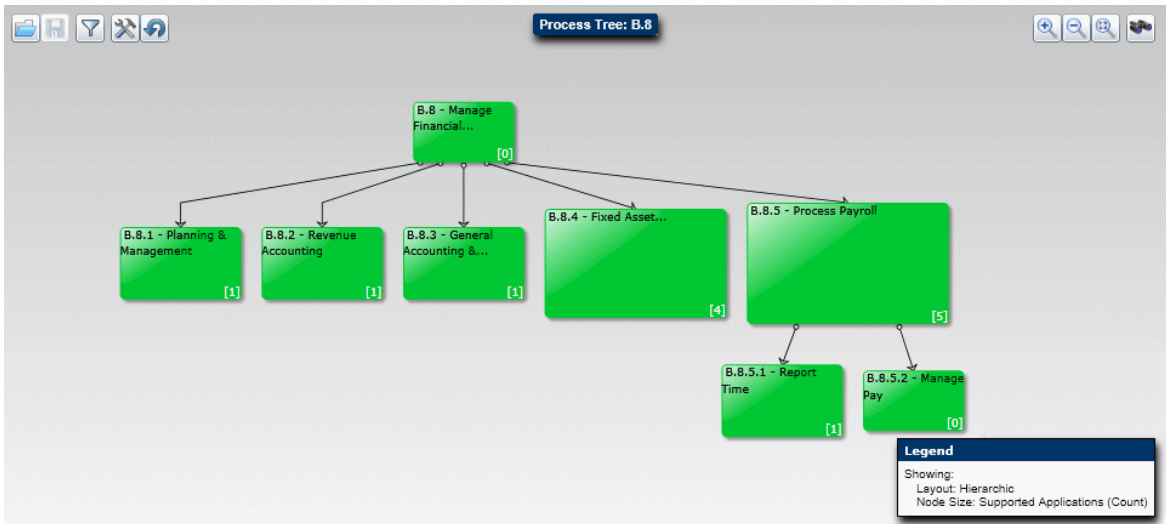 Process Tree: B.8
B.8 - Manage
Financial...
[0]
B.8.1 - Planning &
Management
[1]
B.8.2 - Revenue
Accounting
[1]
B.8.3 - General
Accounting &...
[1]
B.8.4 - Fixed Asset...
[4]
B.8.5 - Process Payroll
[5]
B.8.5.1 - Report
Time
[1]
B.8.5.2 - Manage
Pay
[0]
Legend
Showing:
Layout: Hierarchic
Node Size: Supported Applications (Count)